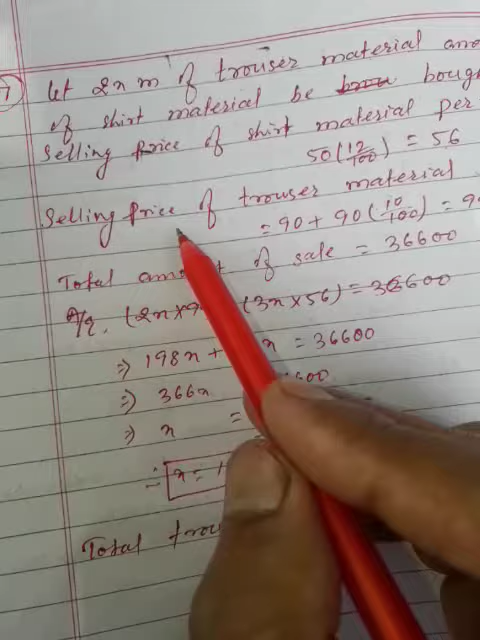 Let 2x m of trouser material and
of shirt material be bough
Selling Price of shirt material per
50(12/100) = 56
Selling Price of trouser material
= 90 + 90(10/100) = 9
Total am t of sale = 36600
A/q, (2x×9 (3x×56) = 36600
⇒ 198x + x = 36600
⇒ 366x 600
⇒ x =
∴ x = 1
Total trou